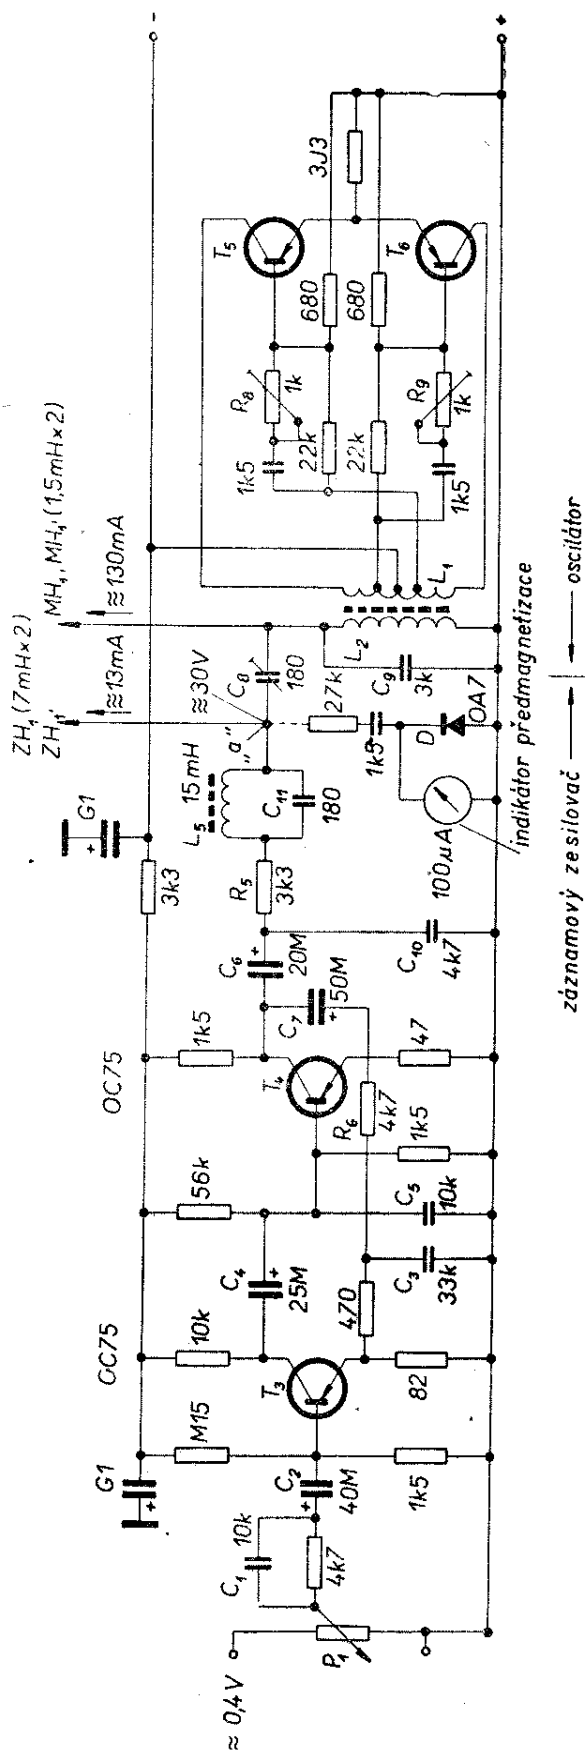 ≈ 0,4V
P₁
C₁
10k
4k7
G1
+
C₂
+
40M
M15
1k5
OC75
10k
T₃
82
470
C₄
25M
+
C₃
33k
56k
C₅
10k
1k5
R₆
4k7
OC75
1k5
T₄
47
C₇
+
50M
C₆
+
20M
C₁₀
4k7
3k3
G1
+
R₅
3k3
L₅
15 mH
C₁₁
180
„a"
≈30V
C₈
180
ZH₁ (7mH×2)
ZH₁'
≈13mA
MH₁, MH₁' (1,5mH×2)
≈130mA
27k
1k5
D
OA7
100µA
indikátor předmagnetizace
C₉
3k
L₂
L₁
1k5
R₈
1k
22k
22k
1k5
R₉
1k
680
680
T₅
T₆
3J3
-
+
záznamový zesilovač
oscilátor